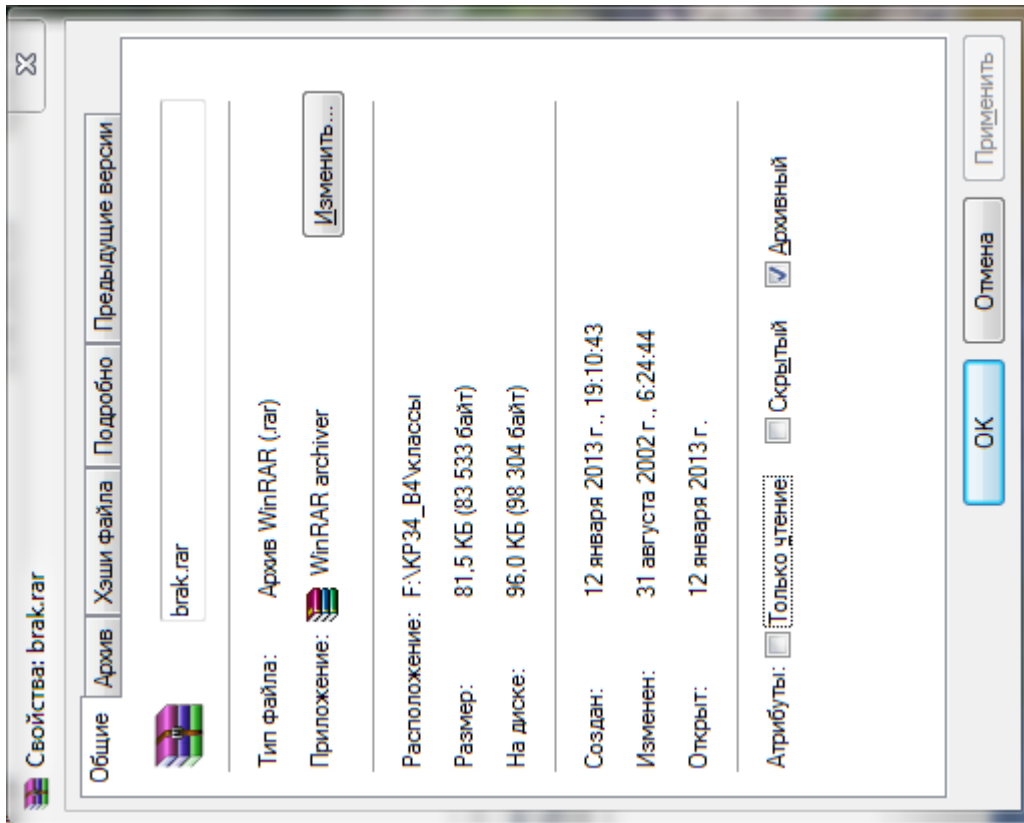 Свойства: brak.rar
Общие Архив Хэши файла Подробно Предыдущие версии
brak.rar
Тип файла: Архив WinRAR (.rar)
Приложение: WinRAR archiver Изменить...
Расположение: F:\KP34_B4\классы
Размер: 81,5 КБ (83 533 байт)
На диске: 96,0 КБ (98 304 байт)
Создан: 12 января 2013 г., 19:10:43
Изменен: 31 августа 2002 г., 6:24:44
Открыт: 12 января 2013 г.
Атрибуты: Только чтение Скрытый Архивный
ОК Отмена Применить